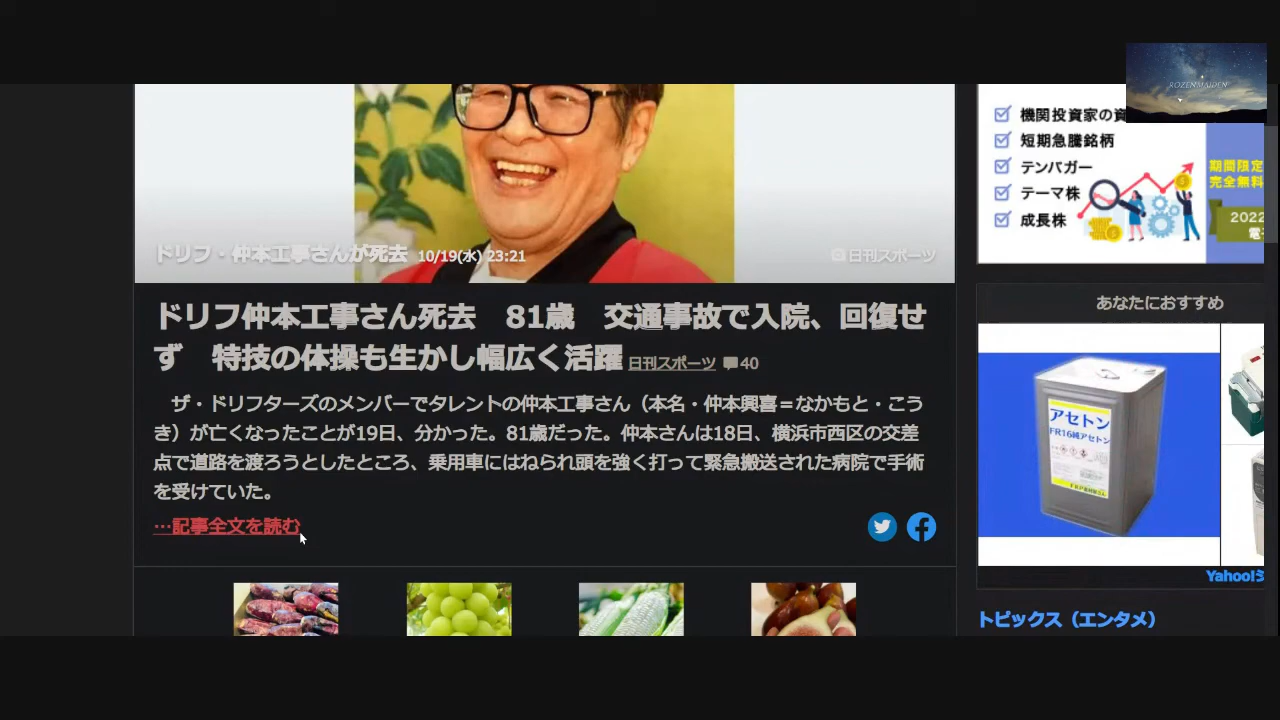 ROZENMAIDEN
機関投資家の資
短期急騰銘柄
テンバガー
テーマ株
成長株
期間限定
完全無料
2022
電子
ドリフ・仲本工事さんが死去 10/19(水) 23:21
日刊スポーツ
ドリフ仲本工事さん死去　81歳　交通事故で入院、回復せ
ず　特技の体操も生かし幅広く活躍 日刊スポーツ 40
ザ・ドリフターズのメンバーでタレントの仲本工事さん（本名・仲本興喜＝なかもと・こう
き）が亡くなったことが19日、分かった。81歳だった。仲本さんは18日、横浜市西区の交差
点で道路を渡ろうとしたところ、乗用車にはねられ頭を強く打って緊急搬送された病院で手術
を受けていた。
…記事全文を読む
あなたにおすすめ
アセトン
FR16純アセトン
Yahoo!
トピックス（エンタメ）